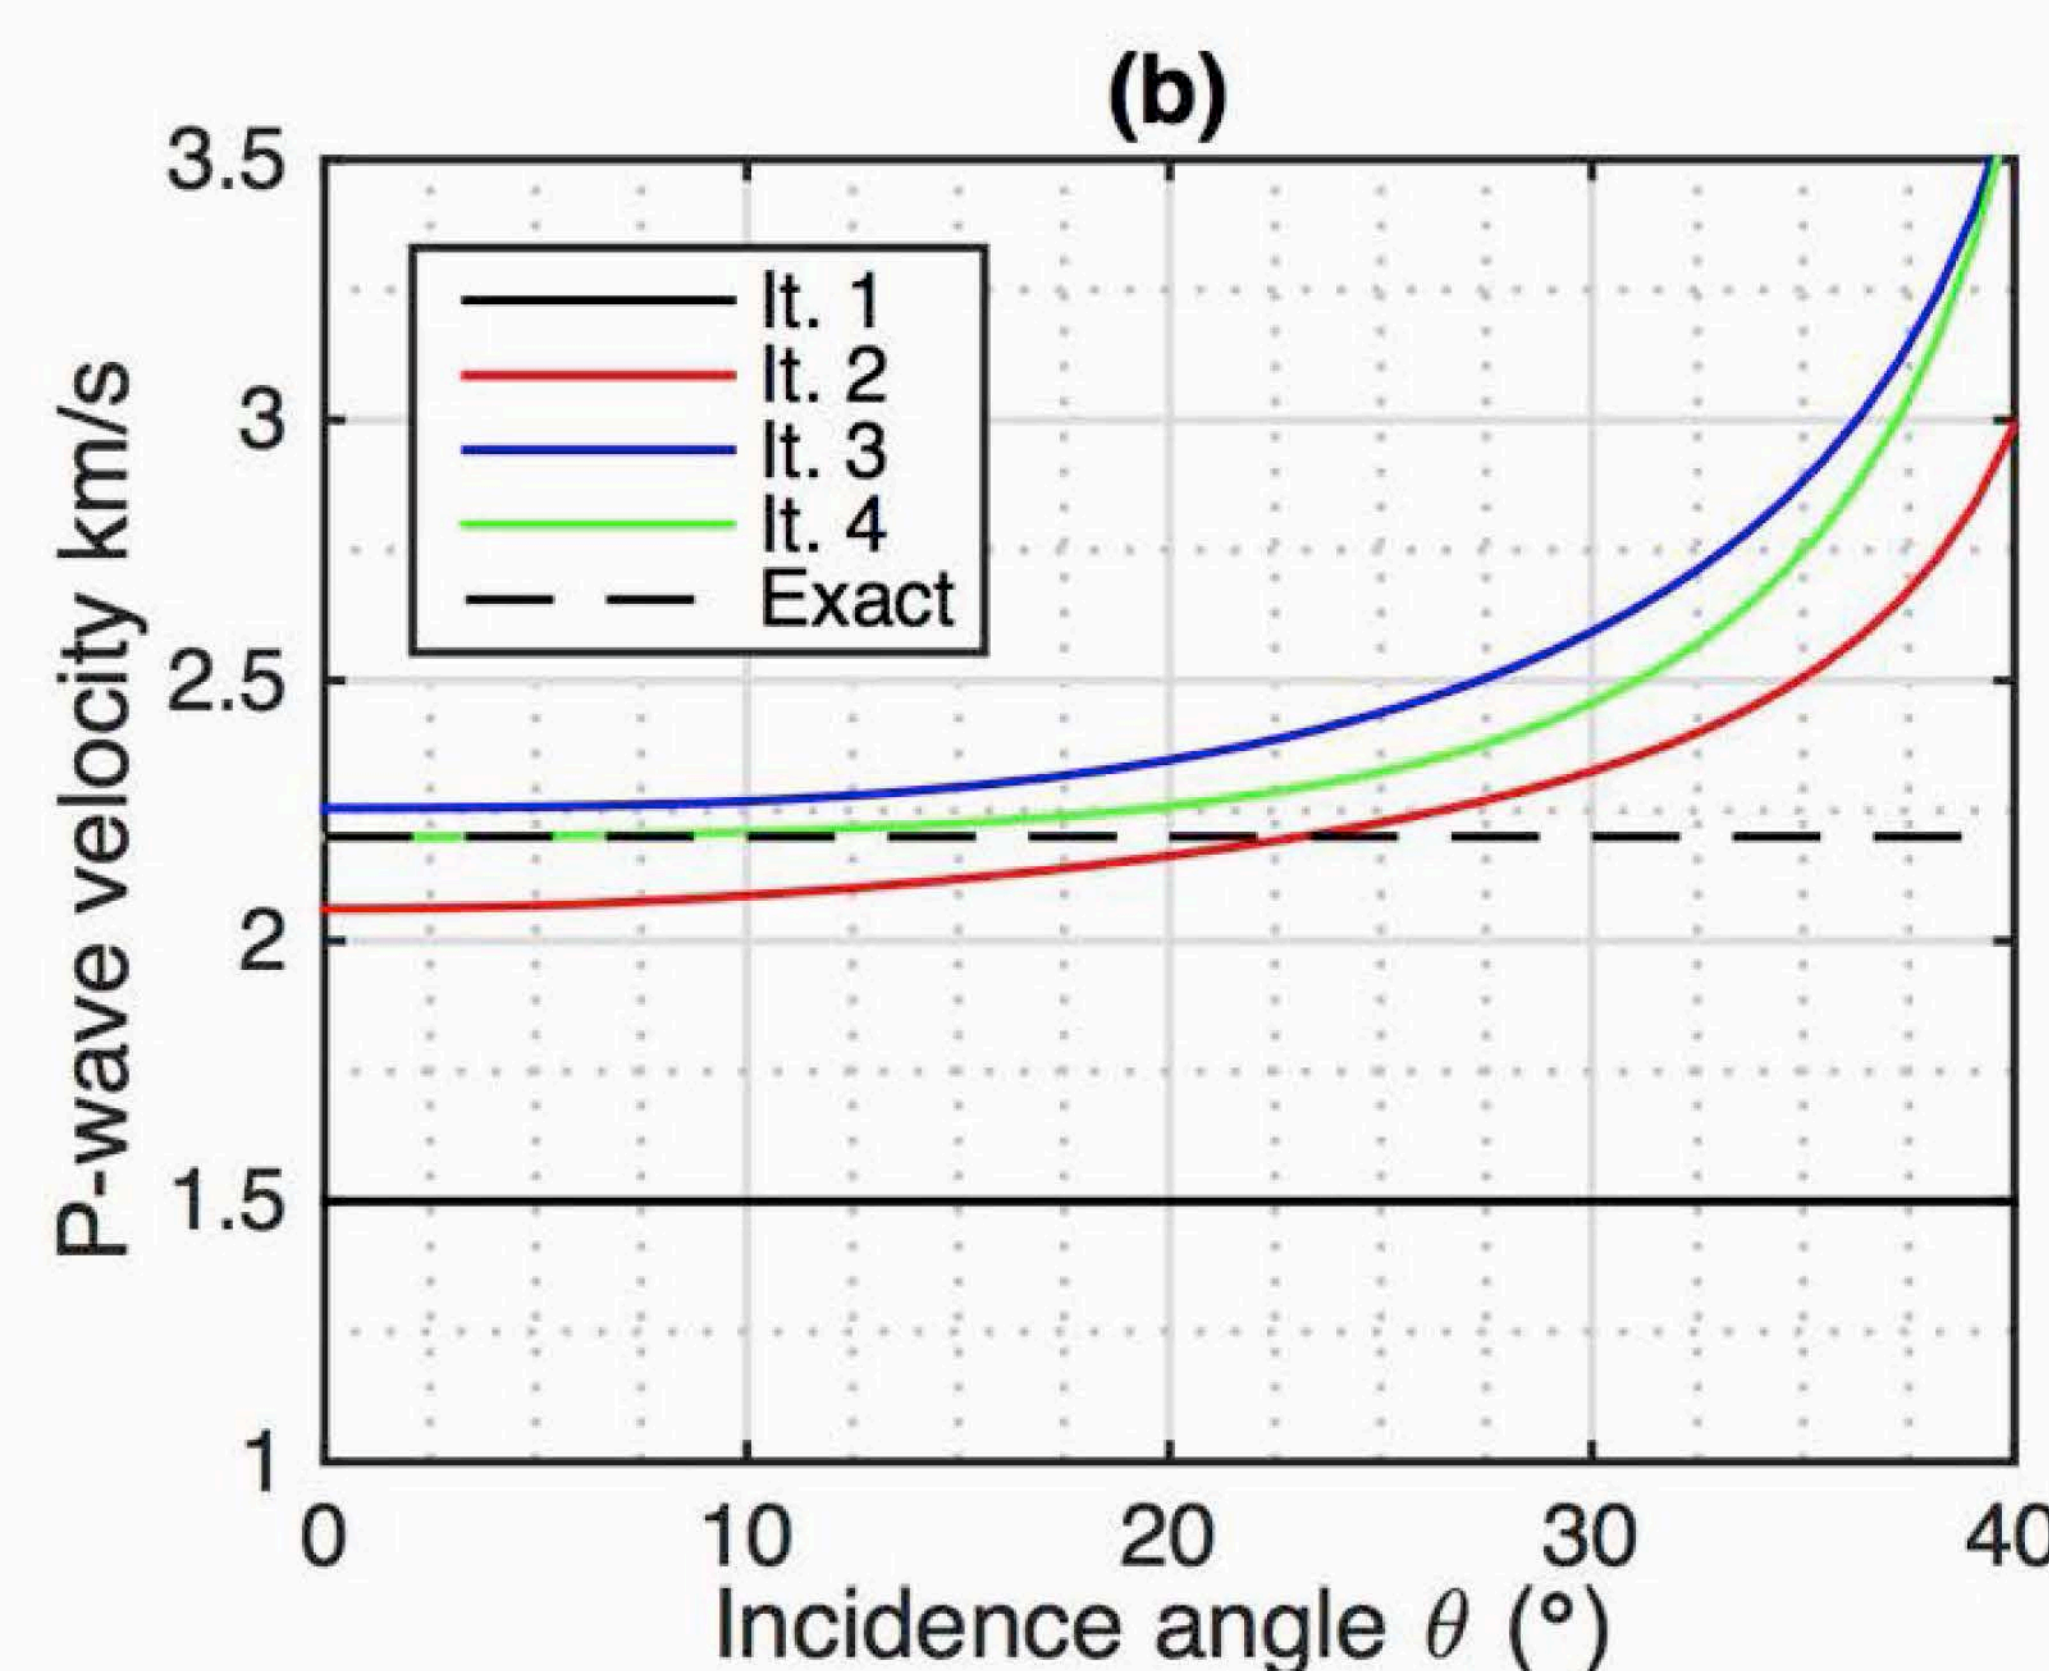 (b)
3.5
3
2.5
2
1.5
1
P-wave velocity km/s
It. 1
It. 2
It. 3
It. 4
Exact
0 10 20 30 40
Incidence angle θ (°)